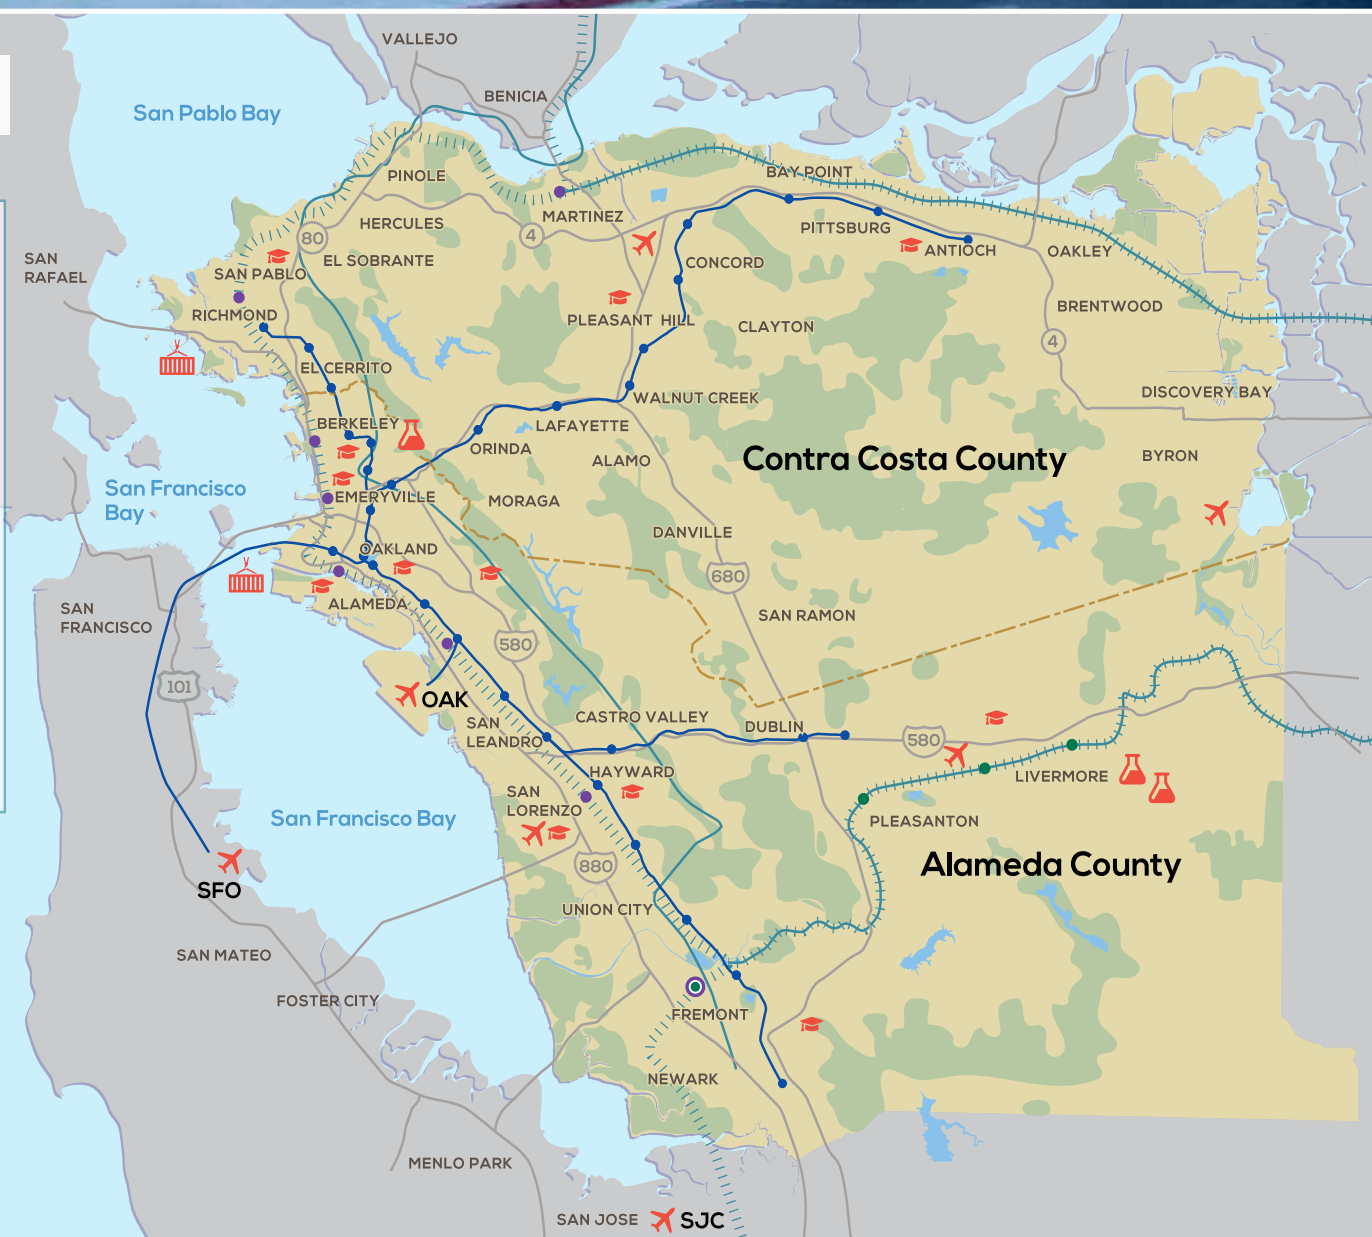 VALLEJO
BENICIA
San Pablo Bay
PINOLE
BAY POINT
MARTINEZ
HERCULES
PITTSBURG
80
4
EL SOBRANTE
ANTIOCH
OAKLEY
SAN
RAFAEL
SAN PABLO
CONCORD
RICHMOND
PLEASANT HILL
CLAYTON
BRENTWOOD
4
EL CERRITO
WALNUT CREEK
DISCOVERY BAY
BERKELEY
LAFAYETTE
ORINDA
ALAMO
Contra Costa County
BYRON
San Francisco
Bay
EMERYVILLE
MORAGA
DANVILLE
OAKLAND
680
ALAMEDA
SAN
FRANCISCO
SAN RAMON
580
101
OAK
SAN
LEANDRO
CASTRO VALLEY
DUBLIN
580
HAYWARD
LIVERMORE
SAN
LORENZO
San Francisco Bay
PLEASANTON
880
Alameda County
SFO
UNION CITY
SAN MATEO
FOSTER CITY
FREMONT
NEWARK
MENLO PARK
SAN JOSE
SJC